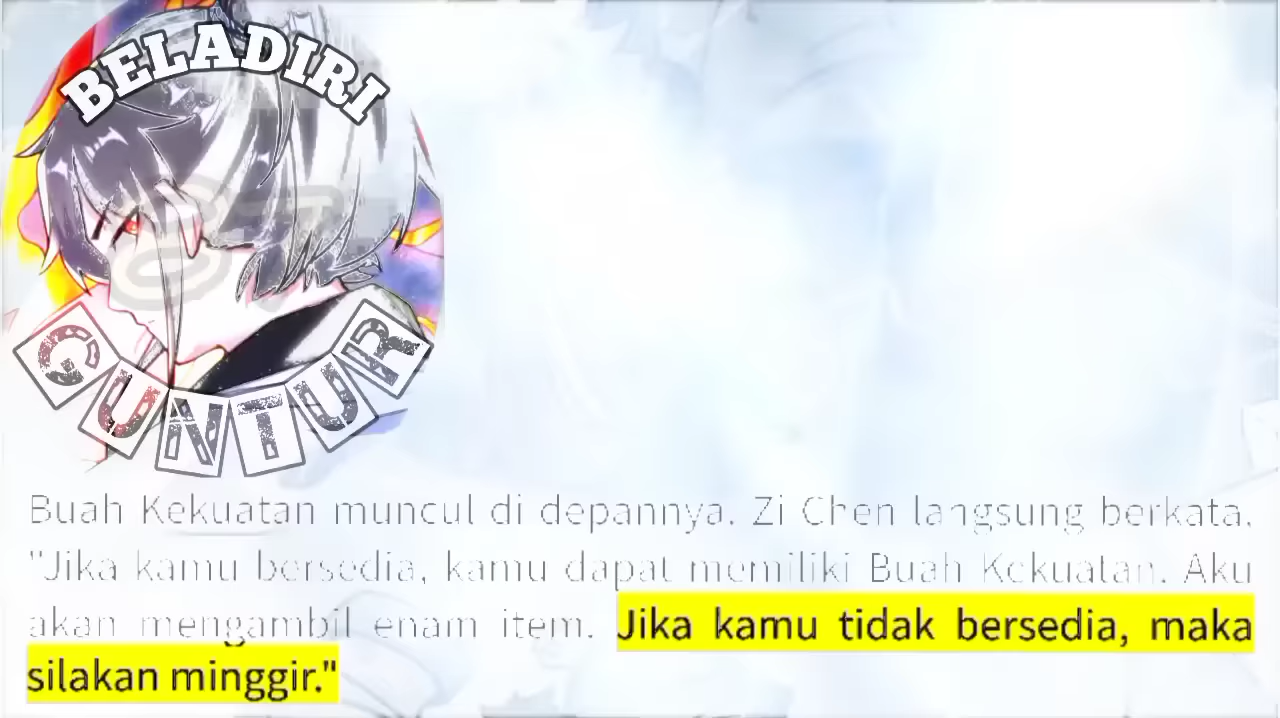 BELADIRI
GUNTUR
Buah Kekuatan muncul di depannya. Zi Chen langsung berkata,
"Jika kamu bersedia, kamu dapat memiliki Buah Kekuatan. Aku
akan mengambil enam item. Jika kamu tidak bersedia, maka
silakan minggir."